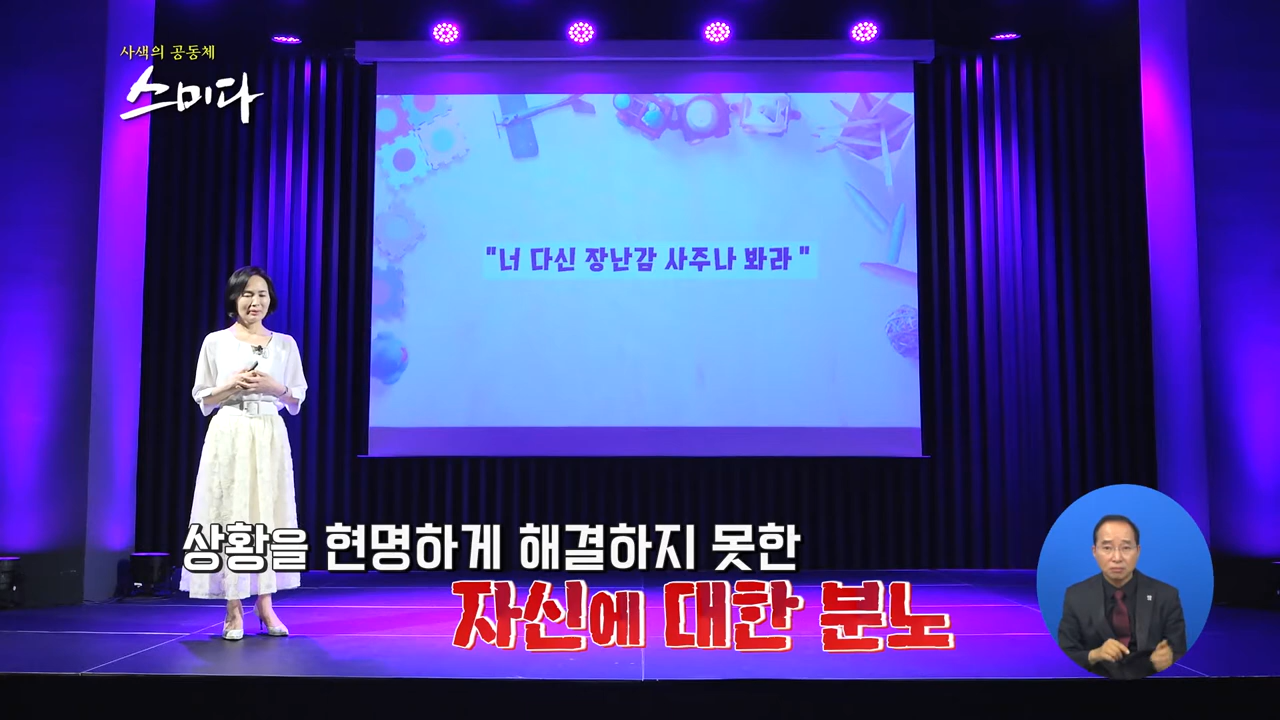 사색의 공동체
스미다
"너 다신 장난감 사주나 봐라"
상황을 현명하게 해결하지 못한
자신에 대한 분노